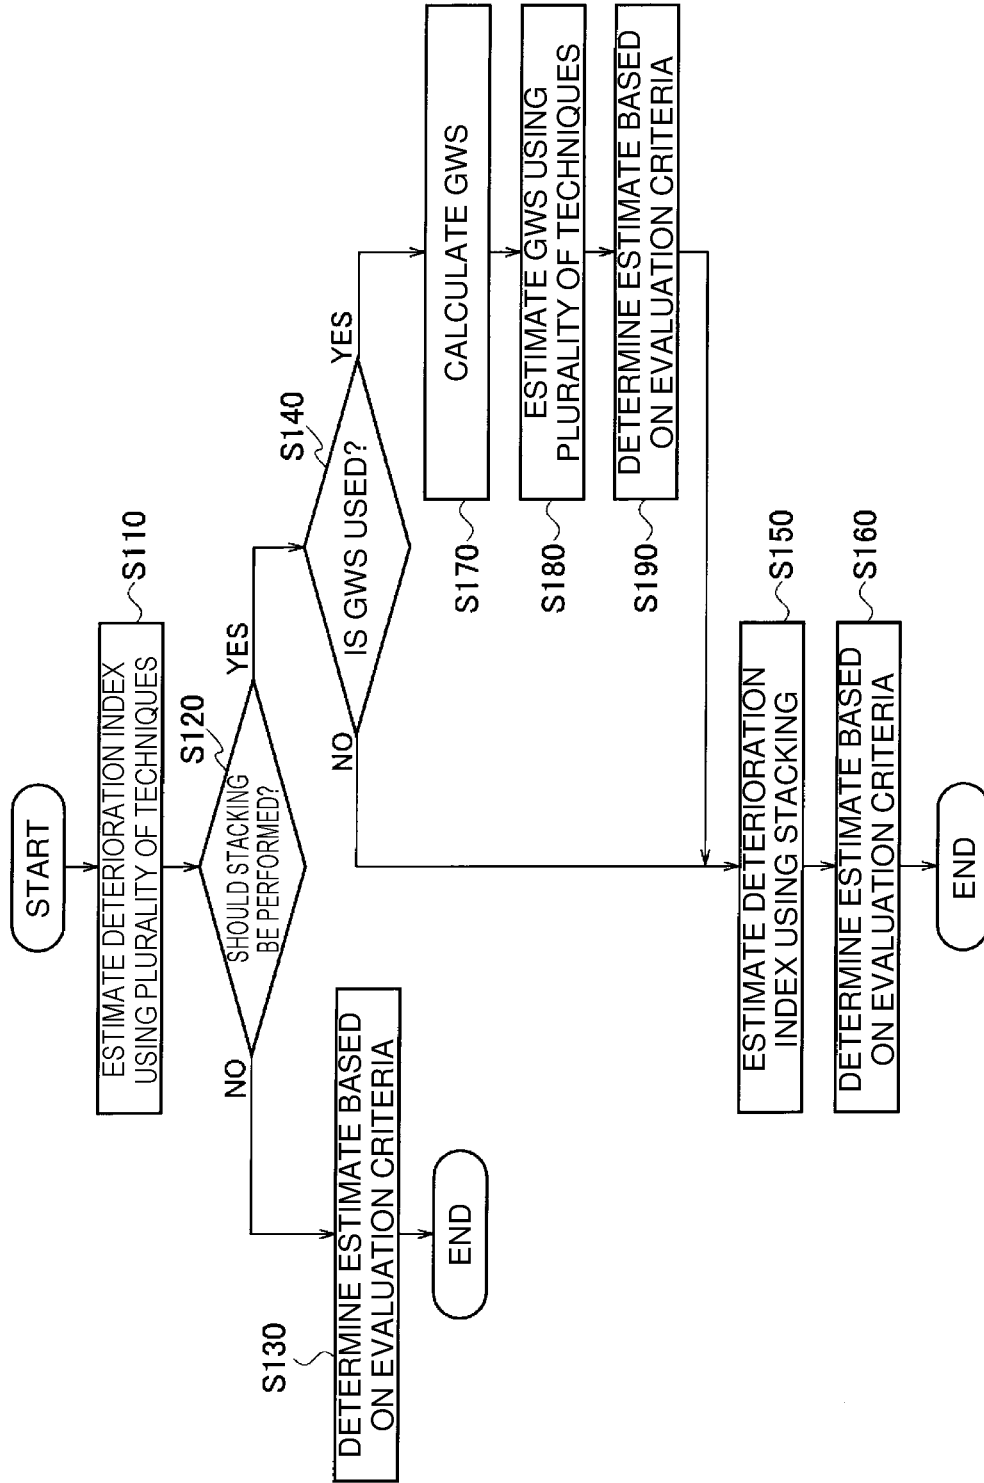 START
ESTIMATE DETERIORATION INDEX
USING PLURALITY OF TECHNIQUES
S110
SHOULD STACKING
BE PERFORMED?
S120
YES
NO
S130
DETERMINE ESTIMATE BASED
ON EVALUATION CRITERIA
END
IS GWS USED?
S140
YES
NO
S170
CALCULATE GWS
S180
ESTIMATE GWS USING
PLURALITY OF TECHNIQUES
S190
DETERMINE ESTIMATE BASED
ON EVALUATION CRITERIA
ESTIMATE DETERIORATION
INDEX USING STACKING
S150
DETERMINE ESTIMATE BASED
ON EVALUATION CRITERIA
S160
END